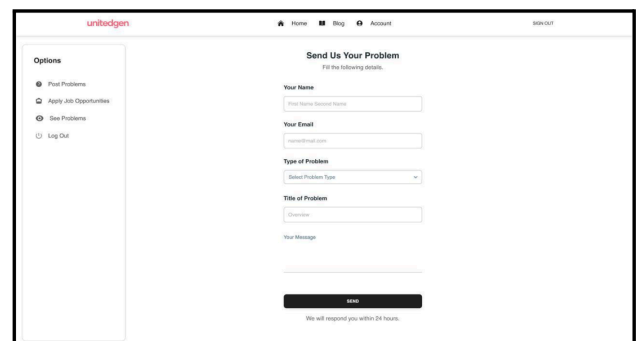 unitedgen
Home Blog Account
SIGN OUT
Options
Post Problems
Apply Job Opportunities
See Problems
Log Out
Send Us Your Problem
Fill the following details.
Your Name
First Name Second Name
Your Email
name@mail.com
Type of Problem
Select Problem Type
Title of Problem
Overview
Your Message
SEND
We will respond you within 24 hours.